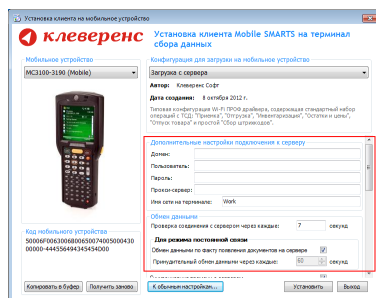 Установка клиента на мобильное устройство
клеверенс
Установка клиента Mobile SMARTS на терминал
сбора данных
Мобильное устройство
MC3100-3190 (Mobile)
Код мобильного устройства
50006F0063006B00650074005000430
00000-444556494345454D00
Копировать в буфер
Получить заново
Конфигурация для загрузки на мобильное устройство
Загрузка с сервера
Автор: Клеверенс Софт
Дата создания: 8 октября 2012 г.
Типовая конфигурация Wi-Fi ПРОФ драйвера, содержащая стандартный набор
операций с ТСД: "Приемка", "Отгрузка", "Инвентаризация", "Остатки и цены",
"Отпуск товара" и простой "Сбор штрихкодов".
Дополнительные настройки подключения к серверу
Домен:
Пользователь:
Пароль:
Прокси-сервер:
Имя сети на терминале: Work
Обмен данными
Проверка соединения с сервером через каждые: 7 секунд
Для режима постоянной связи
Обмен данными по факту появления документов на сервере
Принудительный обмен данными через каждые: 60 секунд
К обычным настройкам...
Установить
Выход